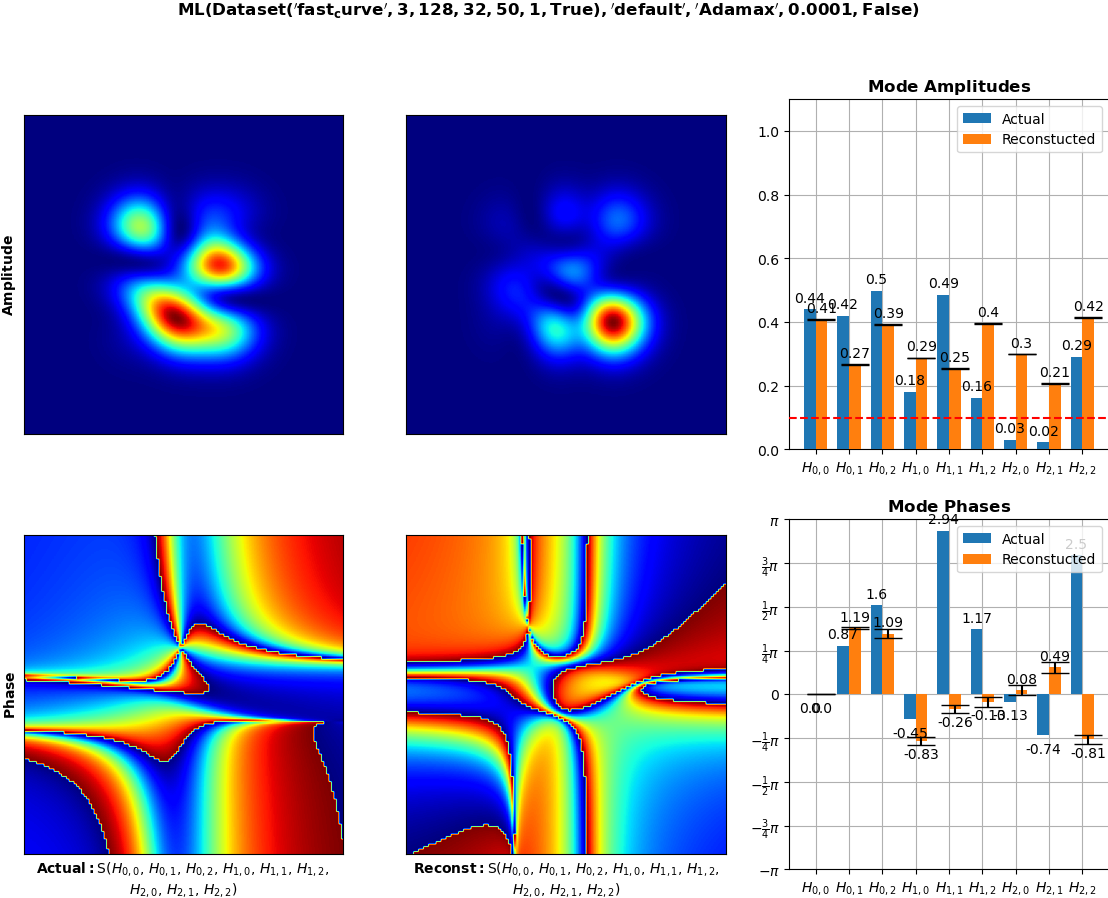 ML(Dataset('fast_curve', 3, 128, 32, 50, 1, True), 'default', 'Adamax', 0.0001, False)
Amplitude
Mode Amplitudes
Actual
Reconstucted
1.0
0.8
0.6
0.4
0.2
0.0
0.44 0.41 0.42 0.27 0.5 0.39 0.18 0.29 0.49 0.25 0.16 0.4 0.03 0.3 0.02 0.21 0.29 0.42
H0,0 H0,1 H0,2 H1,0 H1,1 H1,2 H2,0 H2,1 H2,2
Phase
Mode Phases
Actual
Reconstucted
π
3/4π
1/2π
1/4π
0
−1/4π
−1/2π
−3/4π
−π
0.0 0.0 0.87 1.19 1.6 1.09 -0.45 -0.83 2.94 -0.26 1.17 -0.13 -0.13 0.08 -0.74 0.49 2.5 -0.81
H0,0 H0,1 H0,2 H1,0 H1,1 H1,2 H2,0 H2,1 H2,2
Actual: S(H0,0, H0,1, H0,2, H1,0, H1,1, H1,2,
H2,0, H2,1, H2,2)
Reconst: S(H0,0, H0,1, H0,2, H1,0, H1,1, H1,2,
H2,0, H2,1, H2,2)